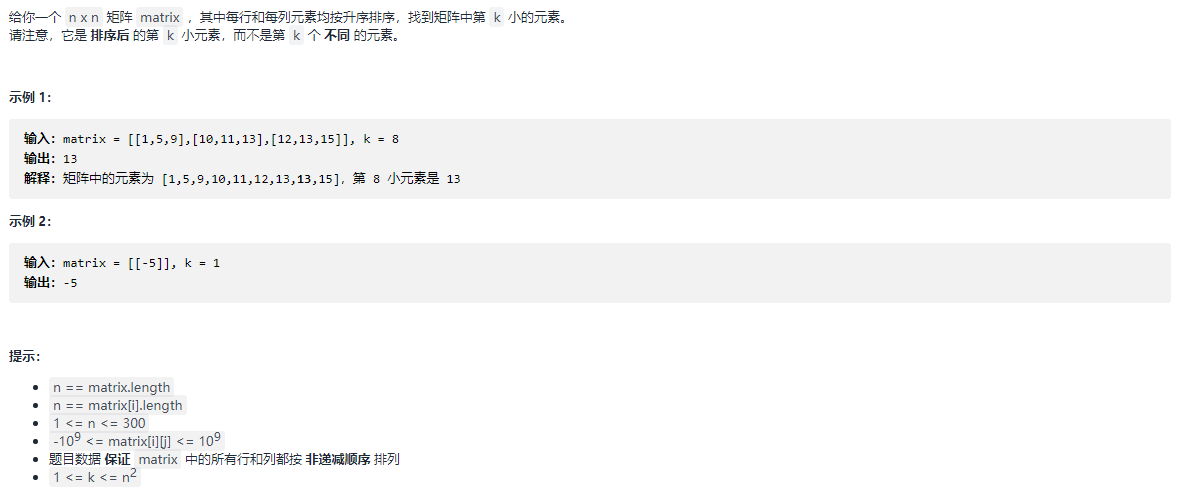 给你一个 n x n 矩阵 matrix ，其中每行和每列元素均按升序排序，找到矩阵中第 k 小的元素。
请注意，它是 排序后 的第 k 小元素，而不是第 k 个 不同 的元素。
示例 1：
输入：matrix = [[1,5,9],[10,11,13],[12,13,15]], k = 8
输出：13
解释：矩阵中的元素为 [1,5,9,10,11,12,13,13,15]，第 8 小元素是 13
示例 2：
输入：matrix = [[-5]], k = 1
输出：-5
提示：
n == matrix.length
n == matrix[i].length
1 <= n <= 300
-10⁹ <= matrix[i][j] <= 10⁹
题目数据 保证 matrix 中的所有行和列都按 非递减顺序 排列
1 <= k <= n²